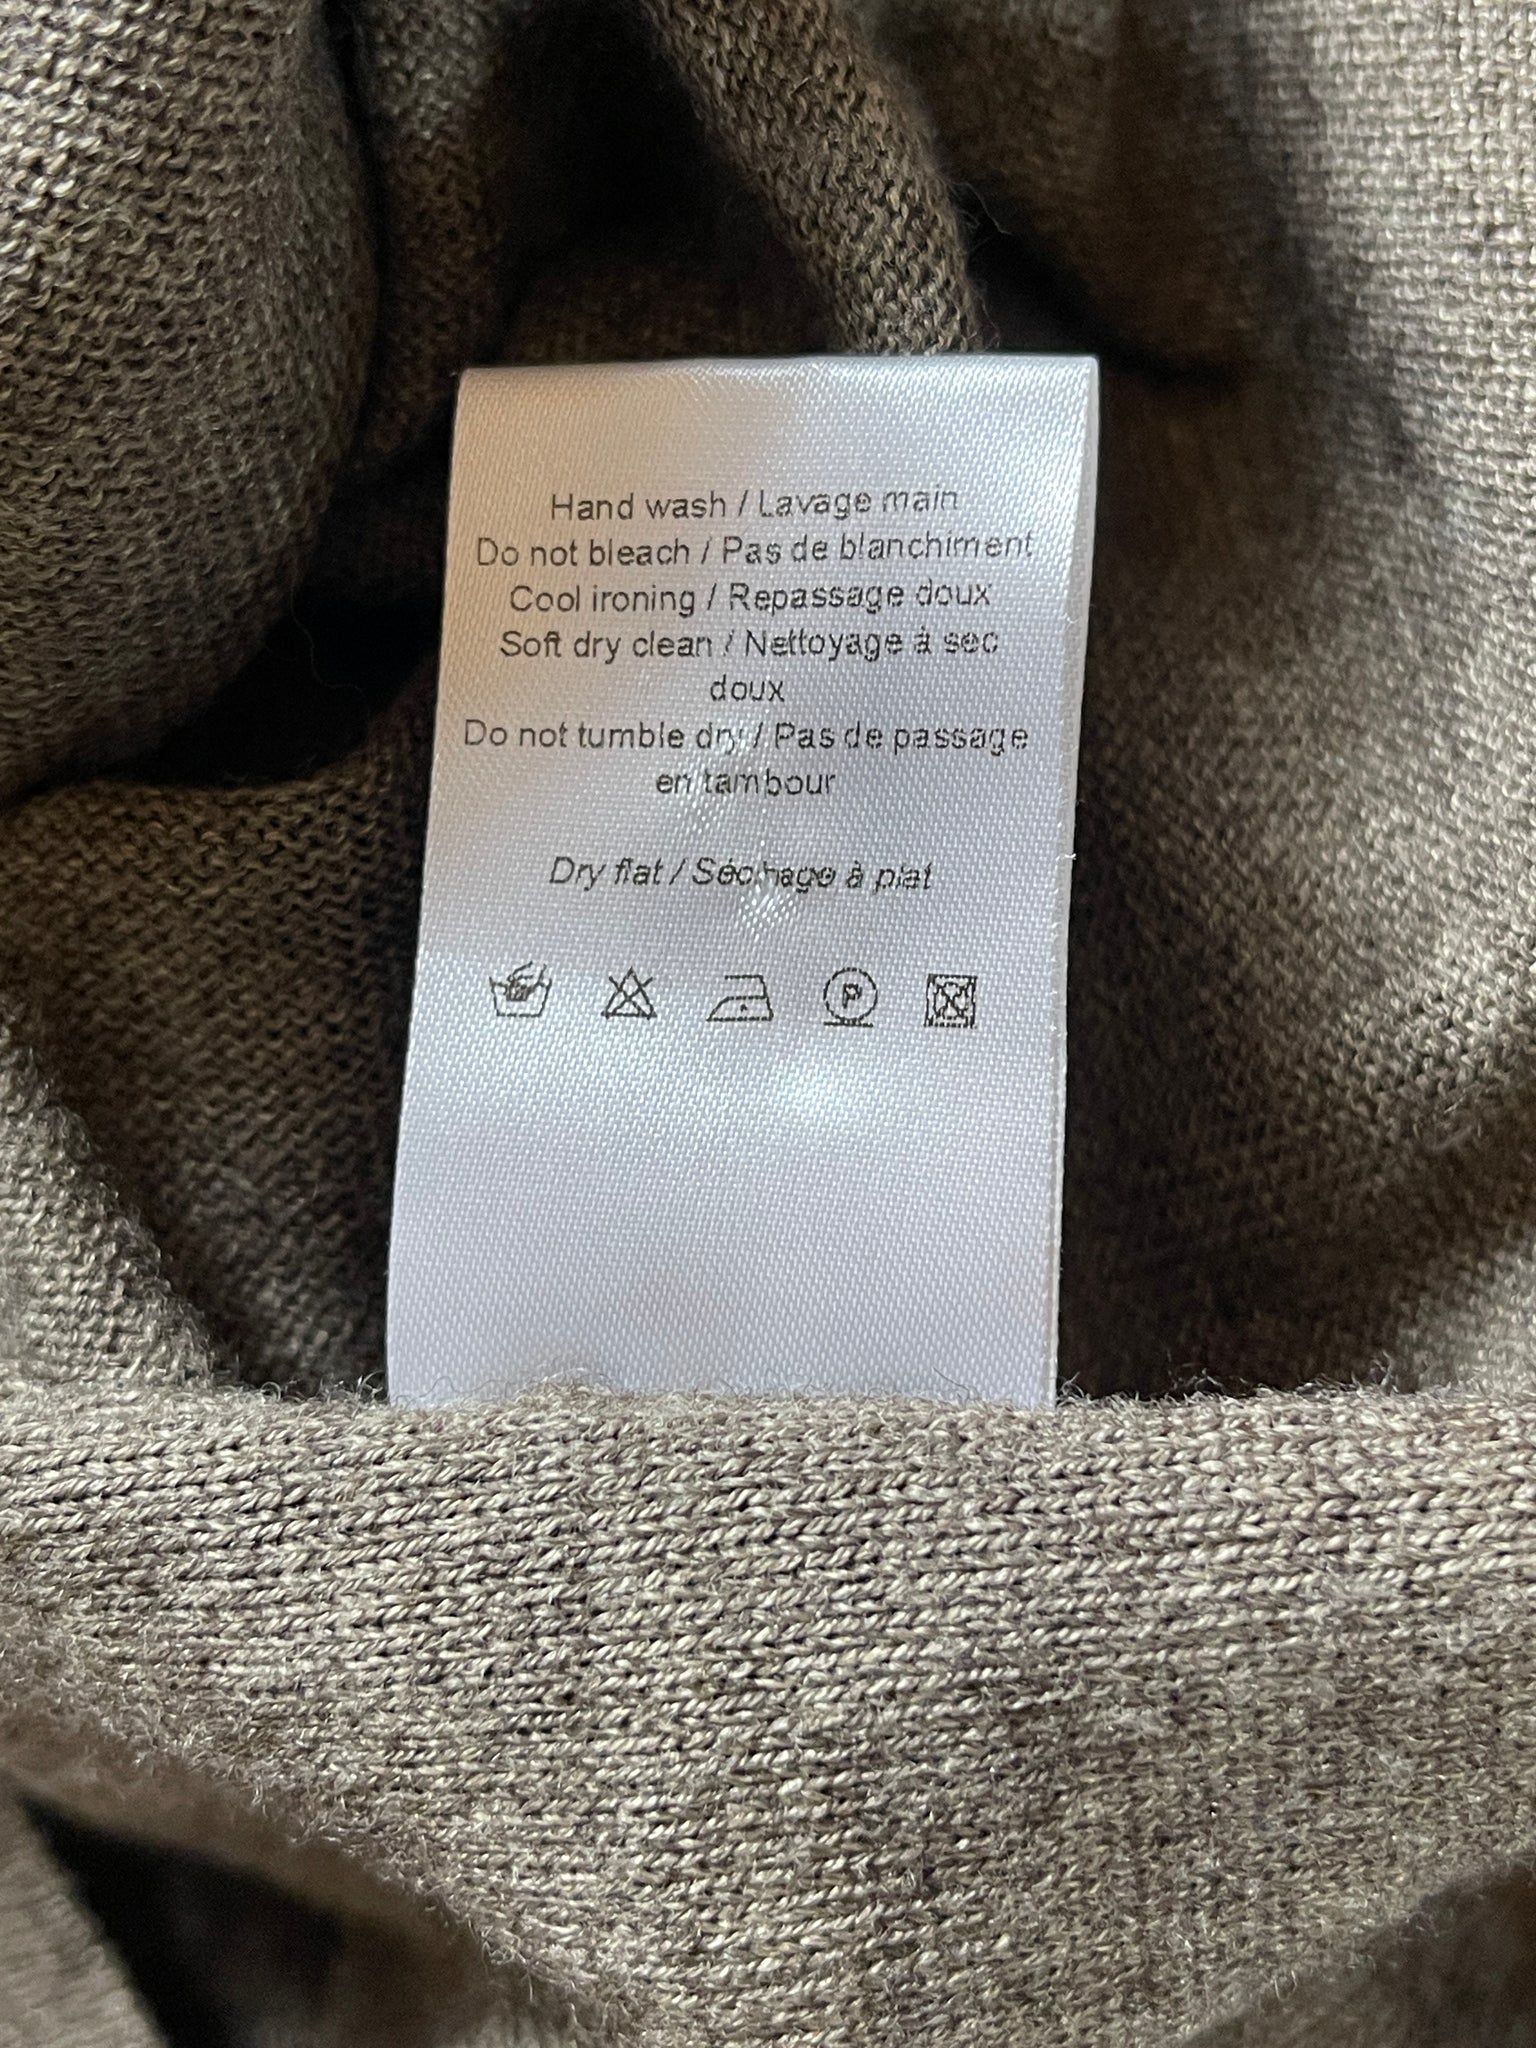 Hand wash / Lavage main
Do not bleach / Pas de blanchiment
Cool ironing / Repassage doux
Soft dry clean / Nettoyage à sec
doux
Do not tumble dry / Pas de passage
en tambour
Dry flat / Séchage à plat
P